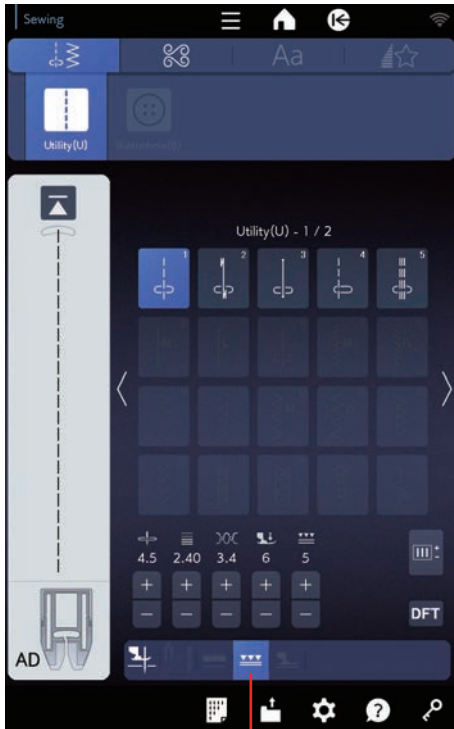 Sewing
Aa
Utility(U)
Utility(U) - 1 / 2
1 2 3 4 5
4.5 2.40 3.4 6 5
+ + + + +
- - - - -
DFT
AD